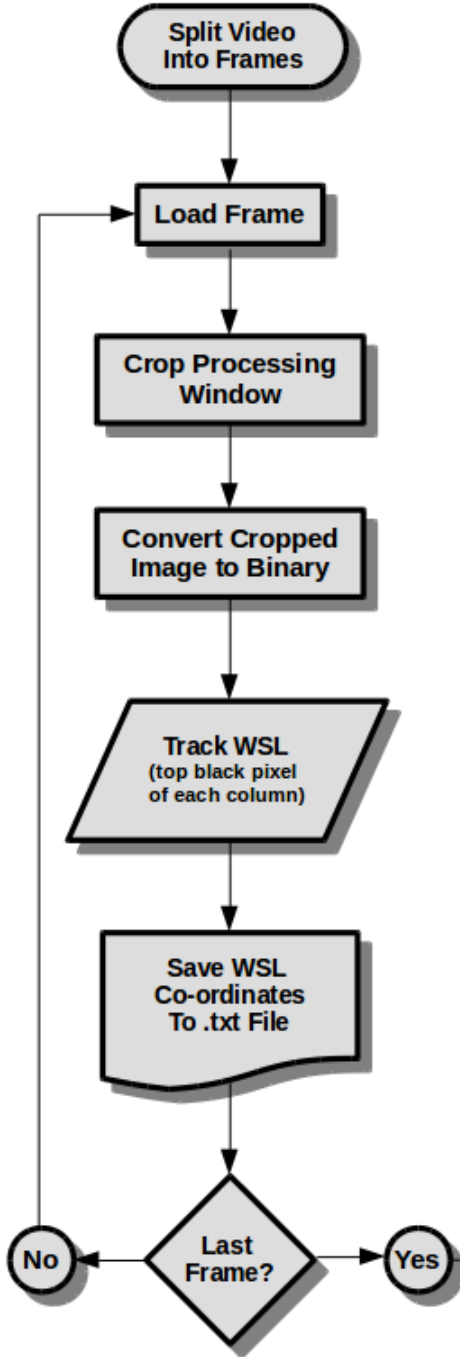 Split Video
Into Frames
Load Frame
Crop Processing
Window
Convert Cropped
Image to Binary
Track WSL
(top black pixel
of each column)
Save WSL
Co-ordinates
To .txt File
Last
Frame?
No
Yes